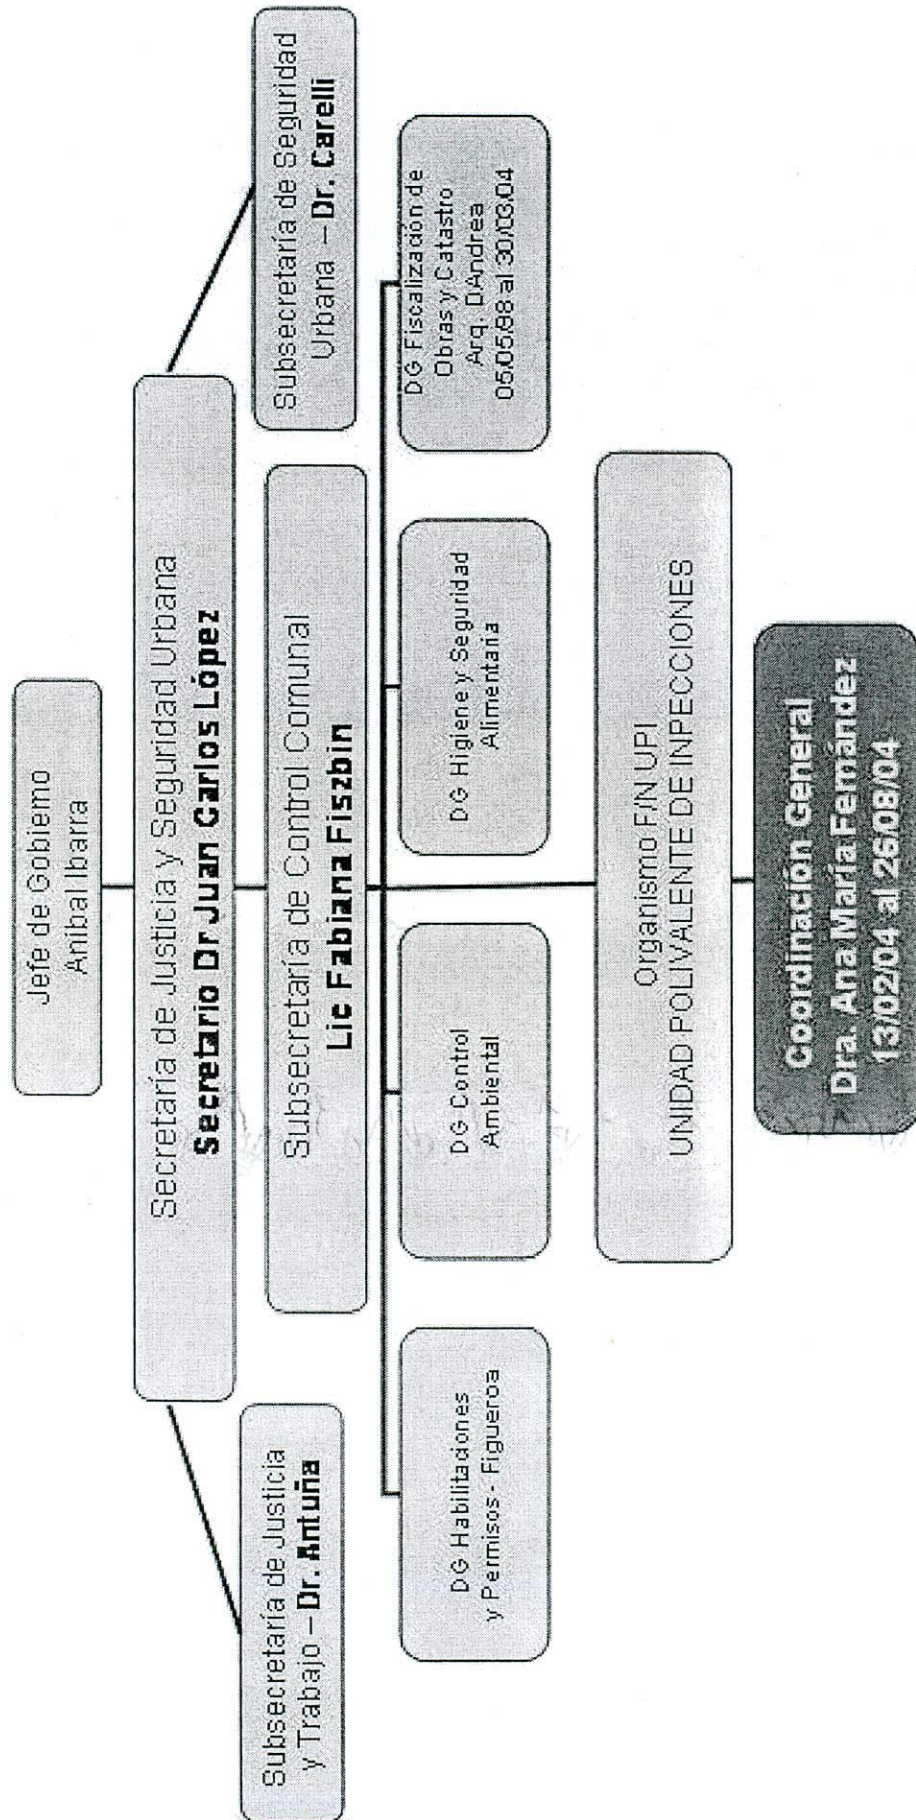 Jefe de Gobierno
Aníbal Ibarra
Secretaría de Justicia y Seguridad Urbana
Secretario Dr Juan Carlos López
Subsecretaría de Justicia
y Trabajo – Dr. Antuña
Subsecretaría de Control Comunal
Lic Fabiana Fiszbin
Subsecretaría de Seguridad
Urbana – Dr. Carelli
DG Habilitaciones
y Permisos - Figueroa
DG Control
Ambiental
DG Higiene y Seguridad
Alimentaria
DG Fiscalización de
Obras y Catastro
Arq. DAndrea
05.05.98 al 30/03.04
Organismo F/N UPI
UNIDAD POLIVALENTE DE INPECCIONES
Coordinación General
Dra. Ana María Fernández
13/02/04 al 26/08/04